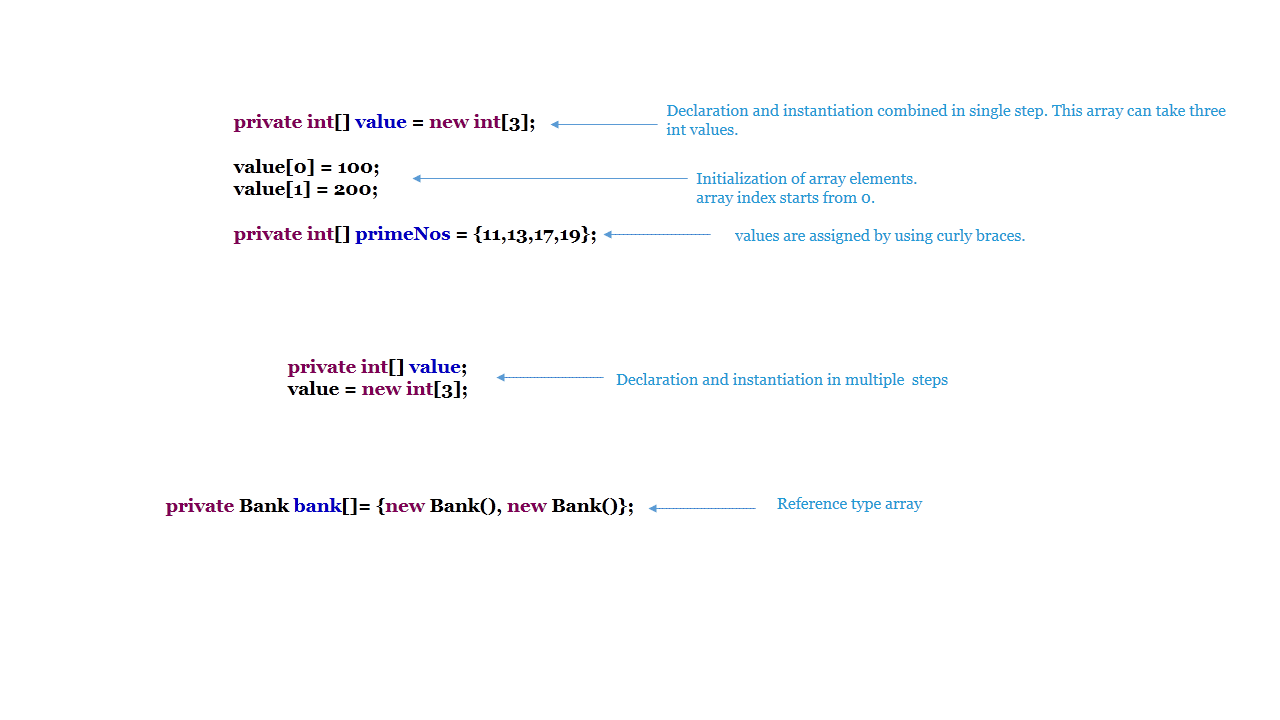 private int[] value = new int[3];
Declaration and instantiation combined in single step. This array can take three
int values.
value[0] = 100;
value[1] = 200;
Initialization of array elements.
array index starts from 0.
private int[] primeNos = {11,13,17,19};
values are assigned by using curly braces.
private int[] value;
value = new int[3];
Declaration and instantiation in multiple  steps
private Bank bank[]= {new Bank(), new Bank()};
Reference type array